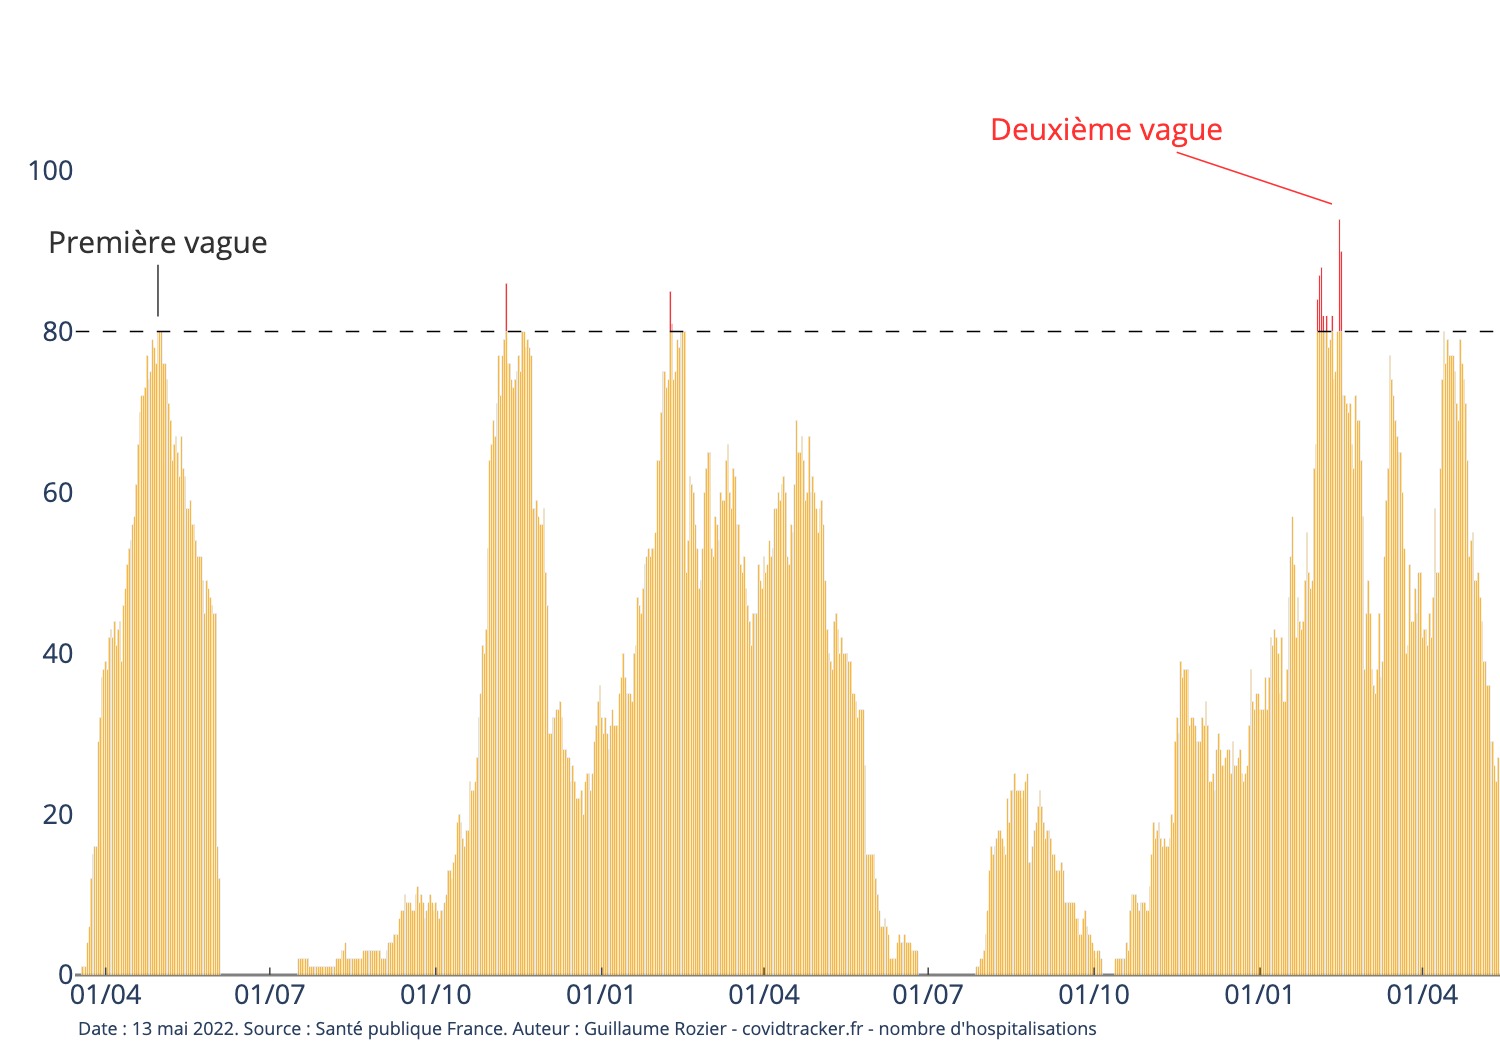 Deuxième vague
100
Première vague
80
60
40
20
0
01/04 01/07 01/10 01/01 01/04 01/07 01/10 01/01 01/04
Date : 13 mai 2022. Source : Santé publique France. Auteur : Guillaume Rozier - covidtracker.fr - nombre d'hospitalisations